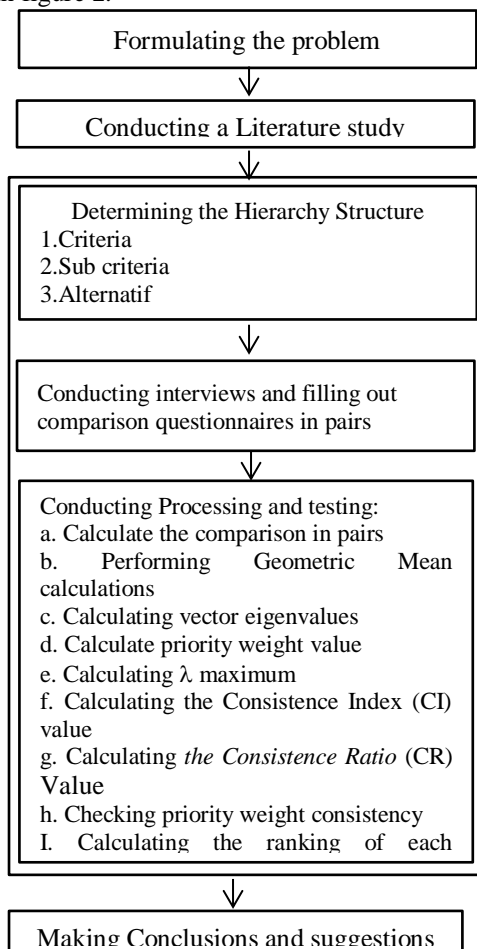 n figure 2.
Formulating the problem
Conducting a Literature study
Determining the Hierarchy Structure
1.Criteria
2.Sub criteria
3.Alternatif
Conducting interviews and filling out
comparison questionnaires in pairs
Conducting Processing and testing:
a. Calculate the comparison in pairs
b. Performing Geometric Mean
calculations
c. Calculating vector eigenvalues
d. Calculate priority weight value
e. Calculating λ maximum
f. Calculating the Consistence Index (CI)
value
g. Calculating the Consistence Ratio (CR)
Value
h. Checking priority weight consistency
I. Calculating the ranking of each
Making Conclusions and suggestions